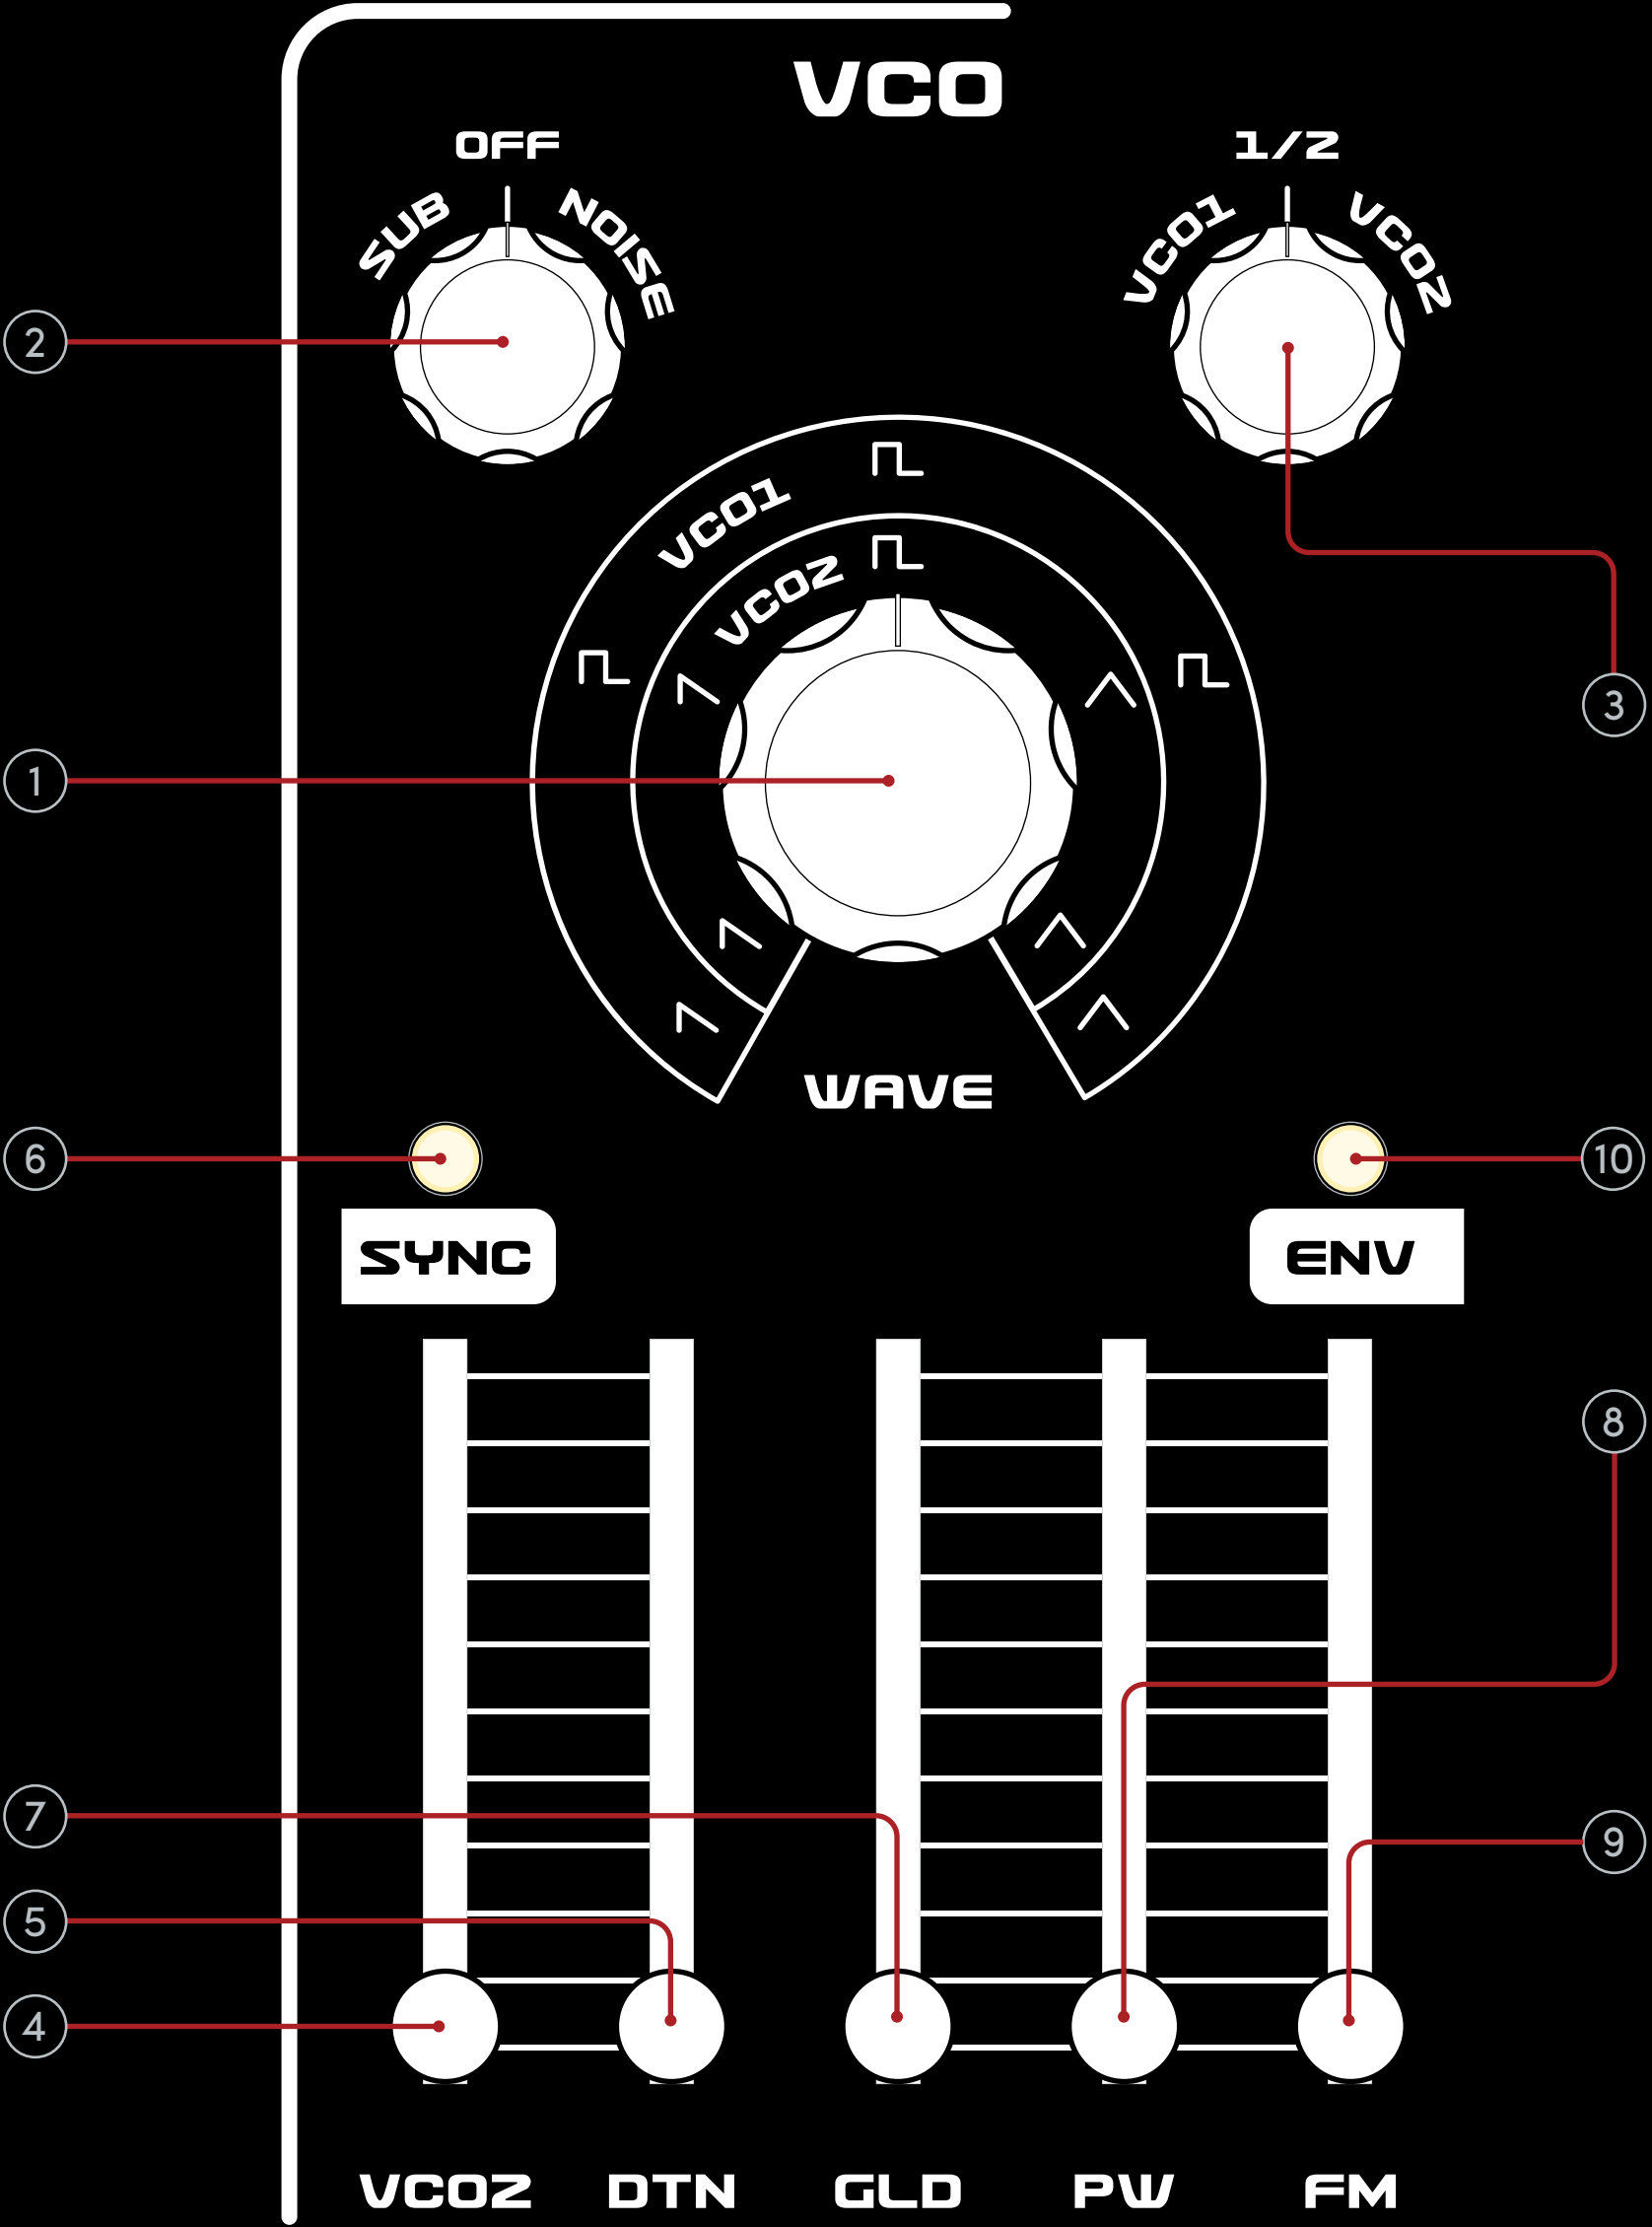 VCO
OFF
1/2
SUB
NOISE
VCO1
VCO2
2
VCO1
VCO2
3
1
WAVE
6
10
SYNC
ENV
8
7
9
5
4
VCO2 DTN GLD PW FM